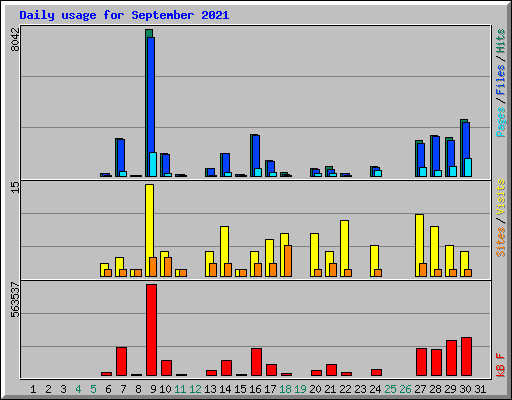 Daily usage for September 2021
8042
Pages / Files / Hits
15
Sites / Visits
563537
kB F
1 2 3 4 5 6 7 8 9 10 11 12 13 14 15 16 17 18 19 20 21 22 23 24 25 26 27 28 29 30 31